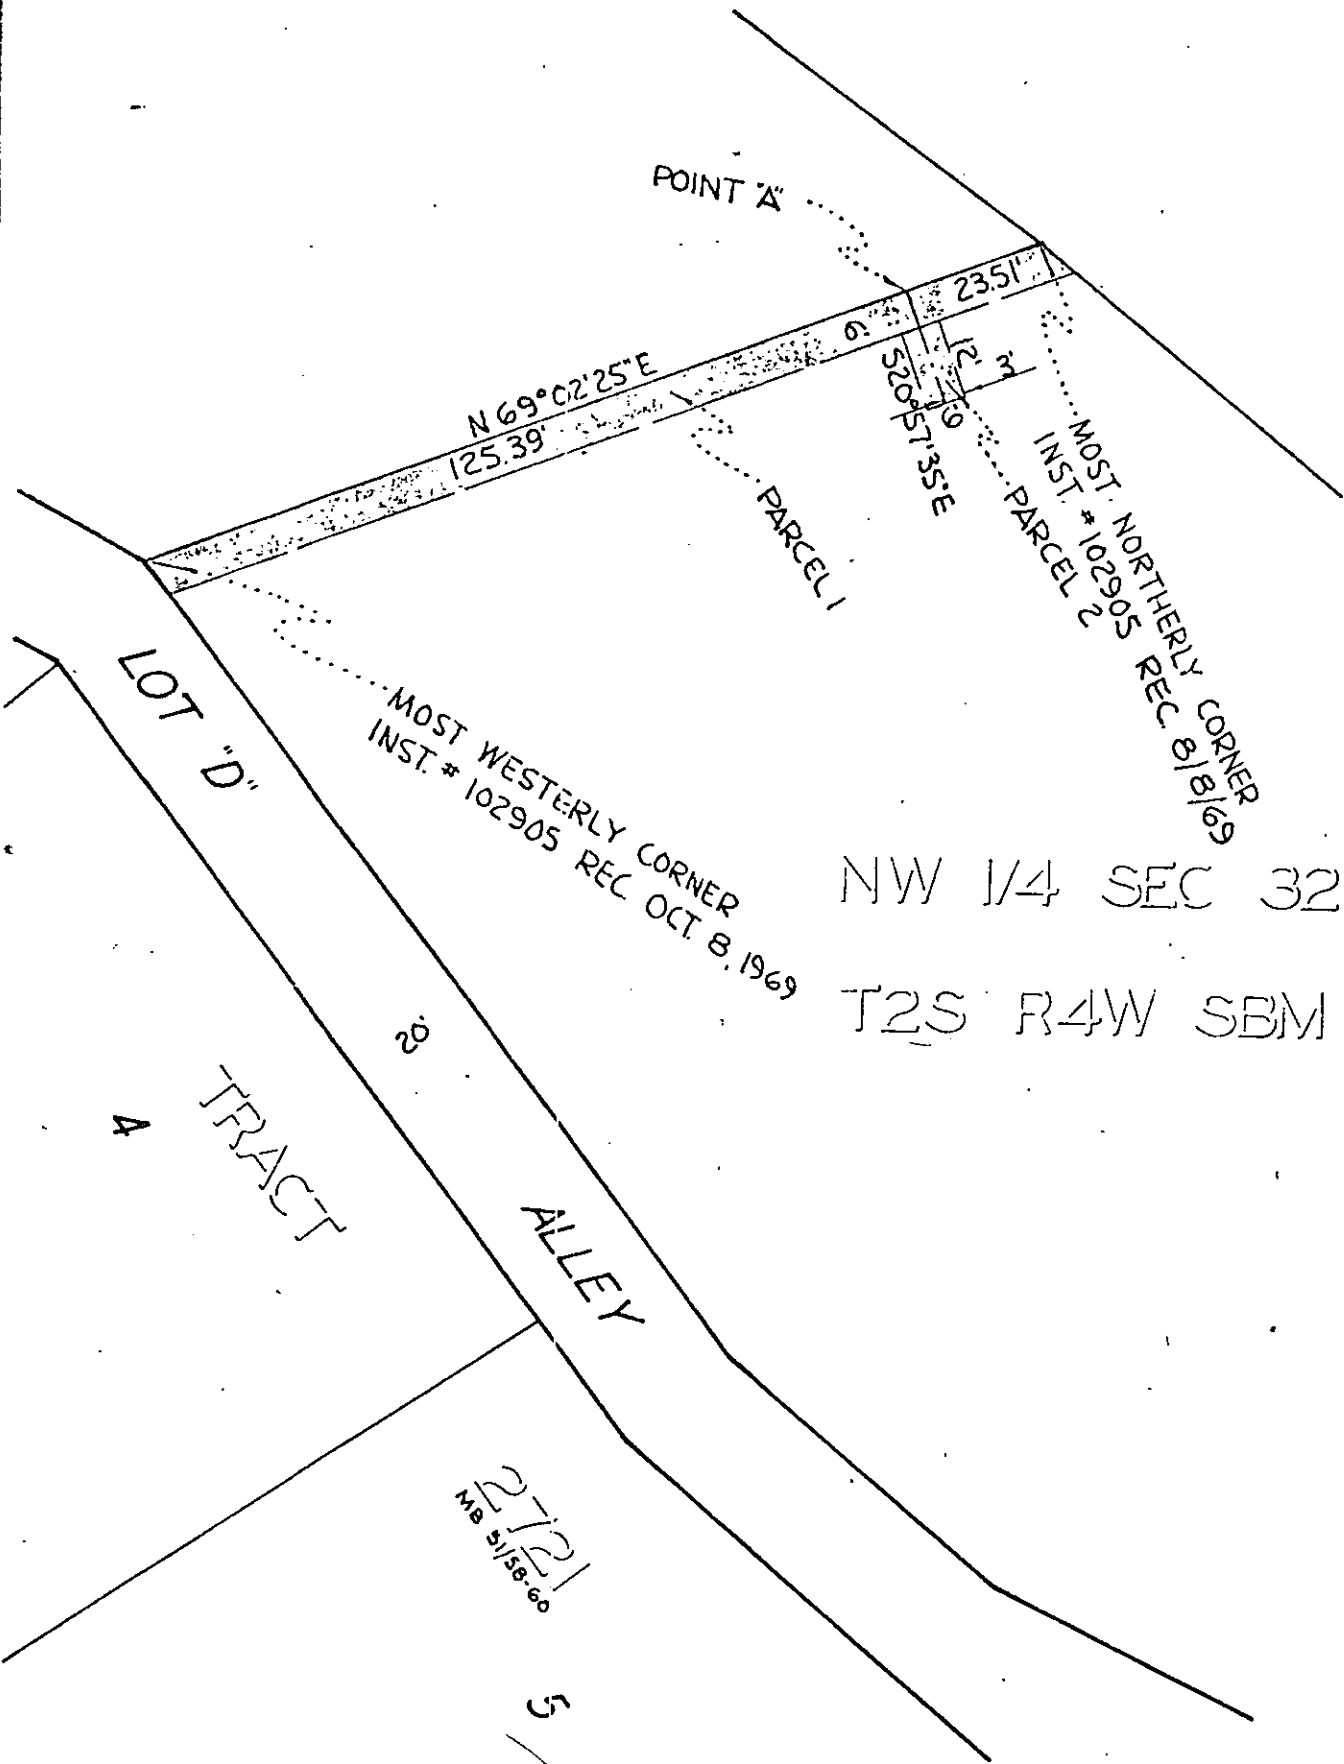 POINT "A"
23.51'
6'
12'
3'
6'
S20°57'35"E
N 69°02'25"E
125.39'
MOST NORTHERLY CORNER
INST. #102905 REC. 8/8/69
PARCEL 2
PARCEL 1
LOT "D"
MOST WESTERLY CORNER
INST. # 102905 REC. OCT. 8, 1969
NW 1/4 SEC 32
T2S R4W SBM
20'
4
TRACT
ALLEY
2721
MB 51/58-60
5